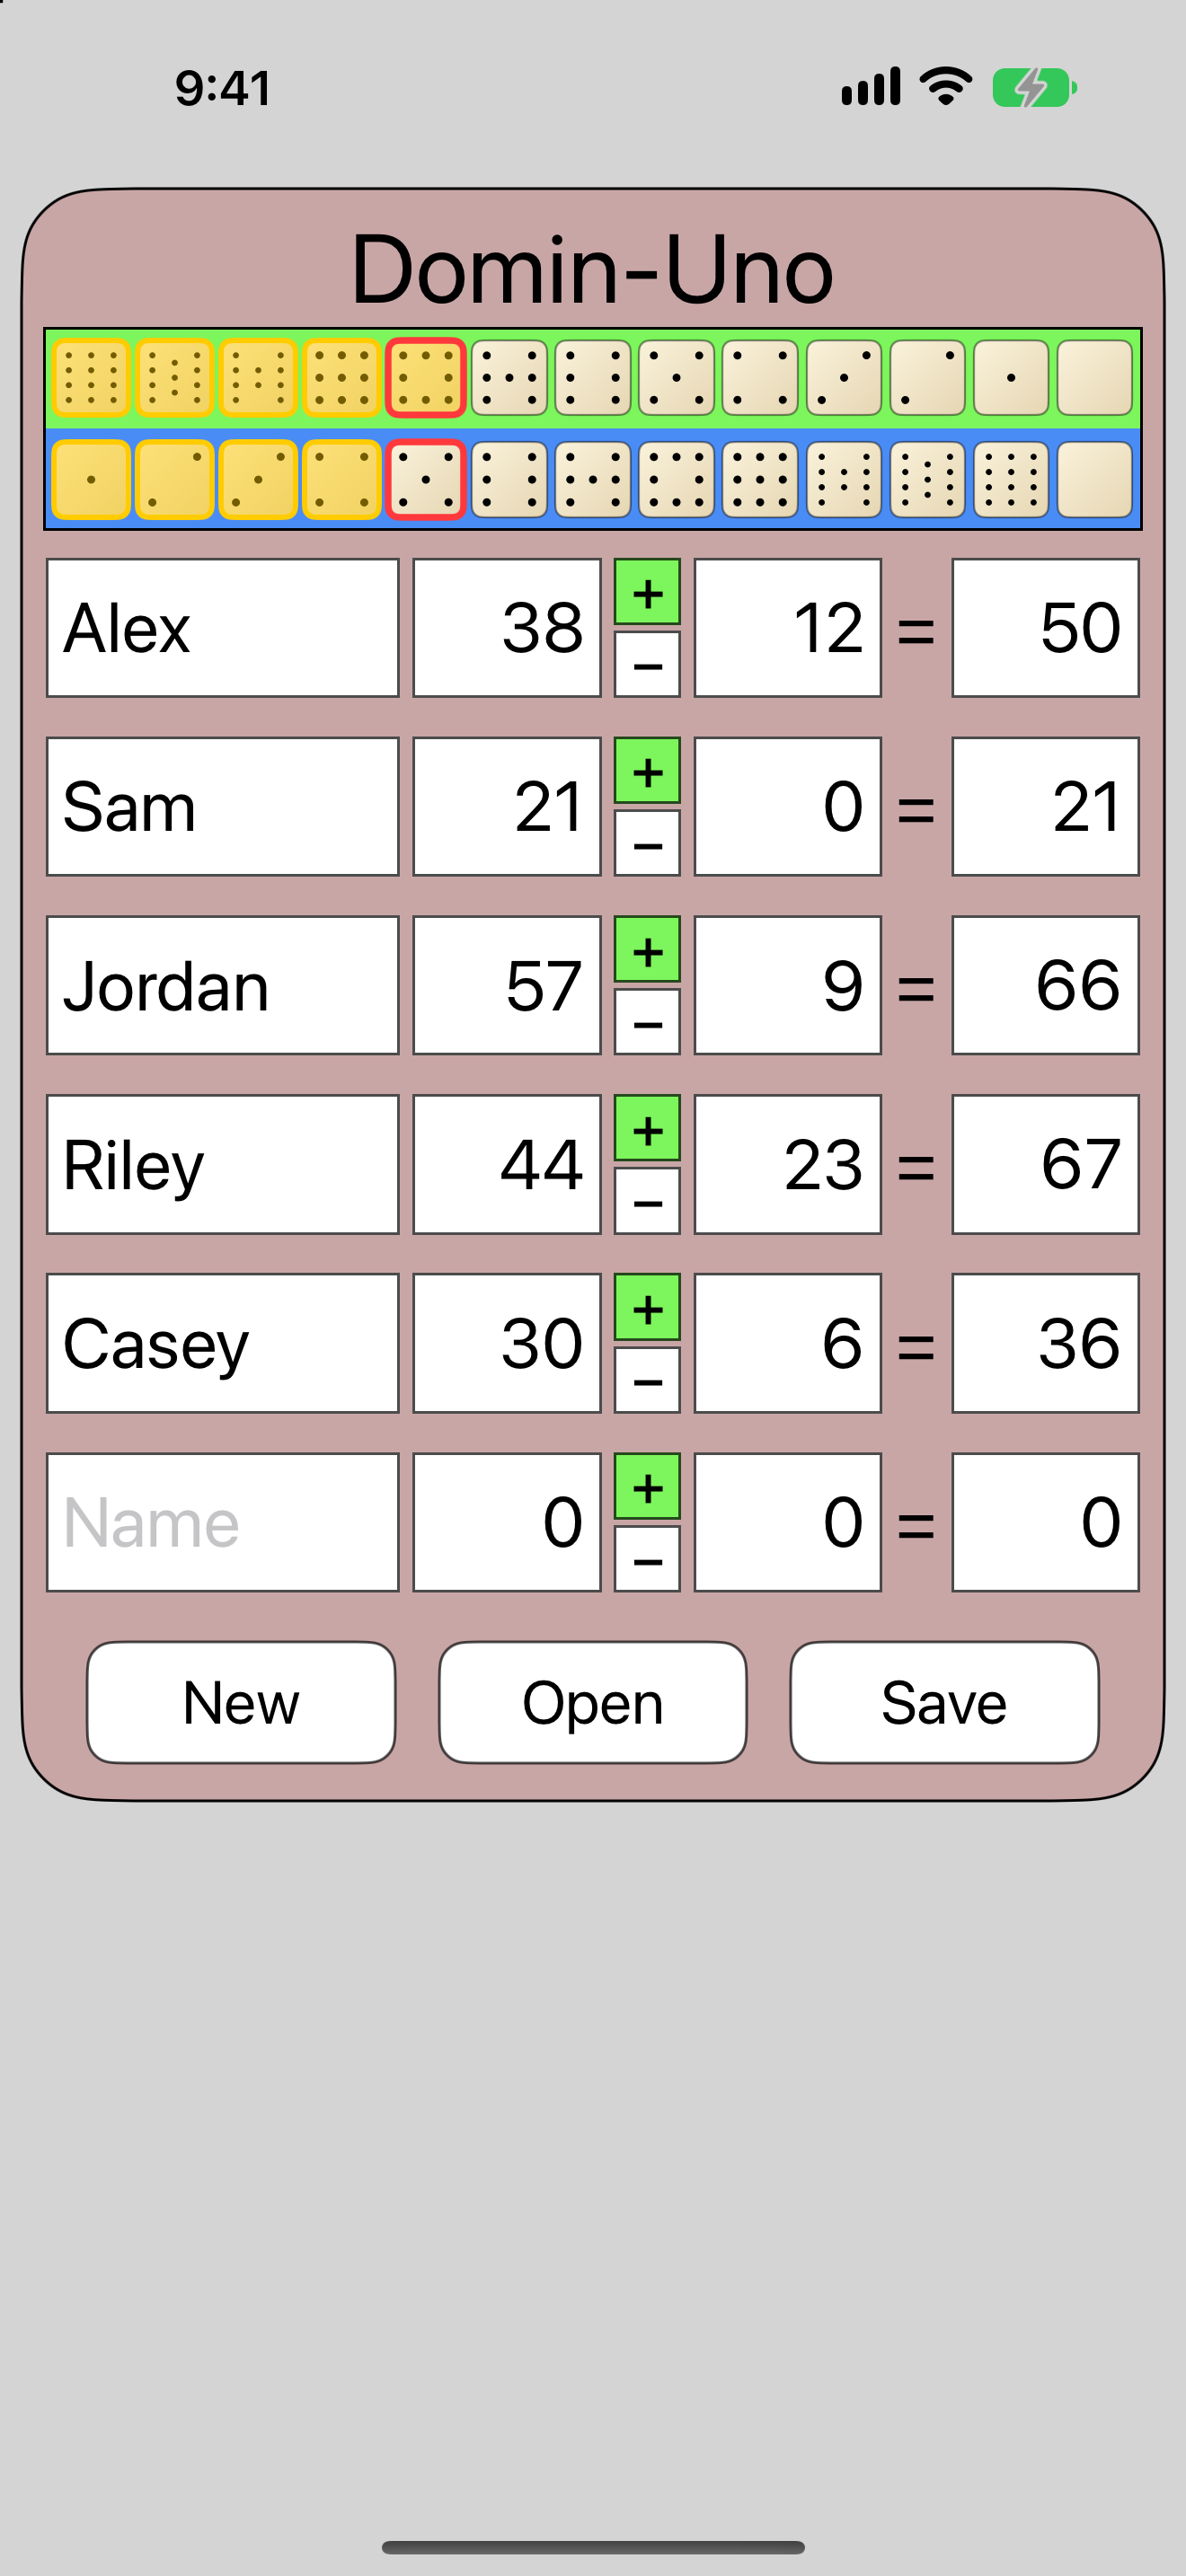 9:41
Domin-Uno
Alex 38 + - 12 = 50
Sam 21 + - 0 = 21
Jordan 57 + - 9 = 66
Riley 44 + - 23 = 67
Casey 30 + - 6 = 36
Name 0 + - 0 = 0
New Open Save